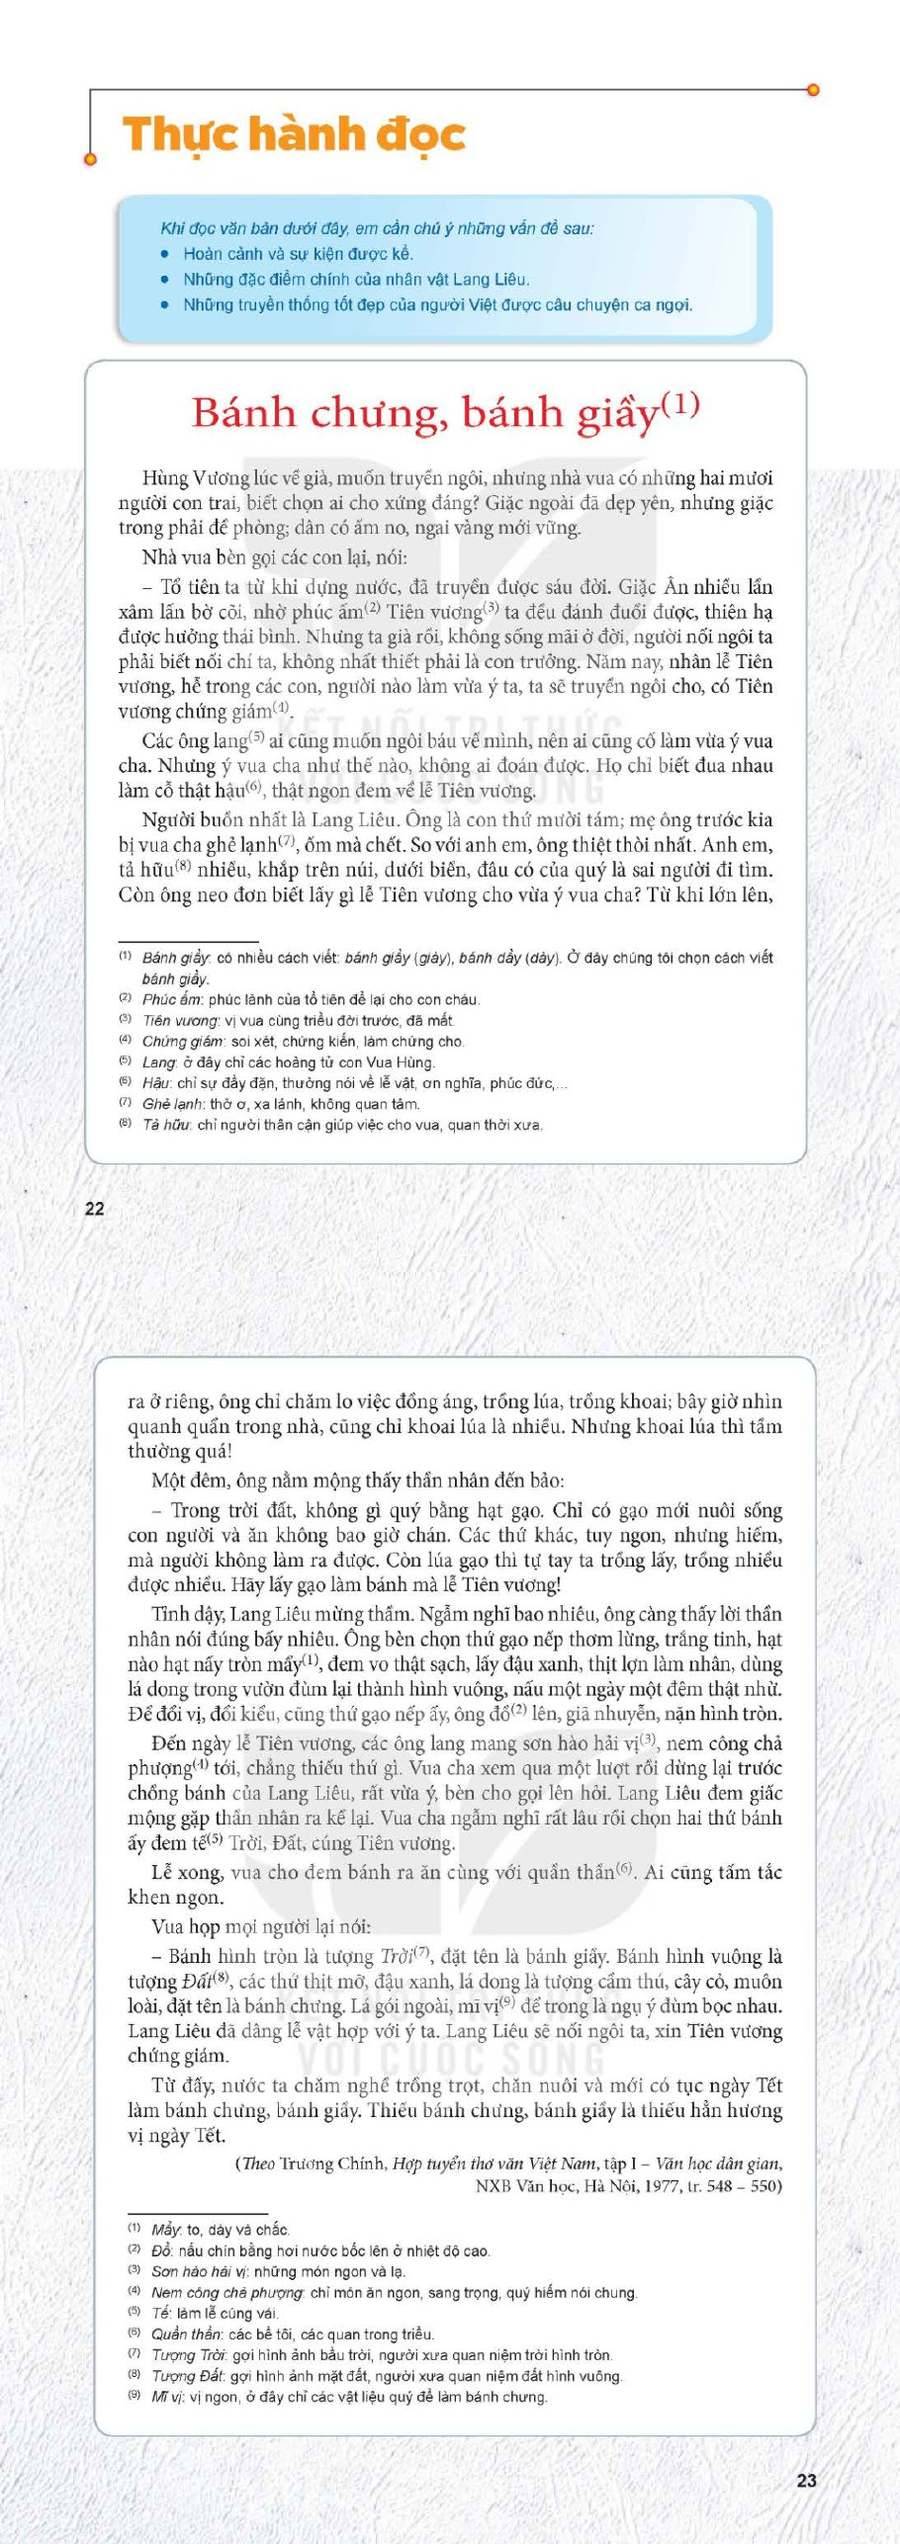 Thực hành đọc
Khi đọc văn bản dưới đây, em cần chú ý những vấn đề sau:
• Hoàn cảnh và sự kiện được kể.
• Những đặc điểm chính của nhân vật Lang Liêu.
• Những truyền thống tốt đẹp của người Việt được câu chuyện ca ngợi.
Bánh chưng, bánh giầy(1)
Hùng Vương lúc về già, muốn truyền ngôi, nhưng nhà vua có những hai mươi
người con trai, biết chọn ai cho xứng đáng? Giặc ngoài đã dẹp yên, nhưng giặc
trong phải đề phòng; dân có ấm no, ngai vàng mới vững.
Nhà vua bèn gọi các con lại, nói:
– Tổ tiên ta từ khi dựng nước, đã truyền được sáu đời. Giặc Ân nhiều lần
xâm lấn bờ cõi, nhờ phúc ấm(2) Tiên vương(3) ta đều đánh đuổi được, thiên hạ
được hưởng thái bình. Nhưng ta già rồi, không sống mãi ở đời, người nối ngôi ta
phải biết nối chí ta, không nhất thiết phải là con trưởng. Năm nay, nhân lễ Tiên
vương, hễ trong các con, người nào làm vừa ý ta, ta sẽ truyền ngôi cho, có Tiên
vương chứng giám(4).
Các ông lang(5) ai cũng muốn ngôi báu về mình, nên ai cũng cố làm vừa ý vua
cha. Nhưng ý vua cha như thế nào, không ai đoán được. Họ chỉ biết đua nhau
làm cỗ thật hậu(6), thật ngon đem về lễ Tiên vương.
Người buồn nhất là Lang Liêu. Ông là con thứ mười tám; mẹ ông trước kia
bị vua cha ghẻ lạnh(7), ốm mà chết. So với anh em, ông thiệt thòi nhất. Anh em,
tả hữu(8) nhiều, khắp trên núi, dưới biển, đâu có của quý là sai người đi tìm.
Còn ông neo đơn biết lấy gì lễ Tiên vương cho vừa ý vua cha? Từ khi lớn lên,
(1) Bánh giầy: có nhiều cách viết: bánh giầy (giày), bánh dầy (dày). Ở đây chúng tôi chọn cách viết
bánh giầy.
(2) Phúc ấm: phúc lành của tổ tiên để lại cho con cháu.
(3) Tiên vương: vị vua cùng triều đời trước, đã mất.
(4) Chứng giám: soi xét, chứng kiến, làm chứng cho.
(5) Lang: ở đây chỉ các hoàng tử con Vua Hùng.
(6) Hậu: chỉ sự đầy đặn, thường nói về lễ vật, ơn nghĩa, phúc đức,...
(7) Ghẻ lạnh: thờ ơ, xa lánh, không quan tâm.
(8) Tả hữu: chỉ người thân cận giúp việc cho vua, quan thời xưa.
22
ra ở riêng, ông chỉ chăm lo việc đồng áng, trồng lúa, trồng khoai; bây giờ nhìn
quanh quẩn trong nhà, cũng chỉ khoai lúa là nhiều. Nhưng khoai lúa thì tầm
thường quá!
Một đêm, ông nằm mộng thấy thần nhân đến bảo:
– Trong trời đất, không gì quý bằng hạt gạo. Chỉ có gạo mới nuôi sống
con người và ăn không bao giờ chán. Các thứ khác, tuy ngon, nhưng hiếm,
mà người không làm ra được. Còn lúa gạo thì tự tay ta trồng lấy, trồng nhiều
được nhiều. Hãy lấy gạo làm bánh mà lễ Tiên vương!
Tỉnh dậy, Lang Liêu mừng thầm. Ngẫm nghĩ bao nhiêu, ông càng thấy lời thần
nhân nói đúng bấy nhiêu. Ông bèn chọn thứ gạo nếp thơm lừng, trắng tinh, hạt
nào hạt nấy tròn mẩy(1), đem vo thật sạch, lấy đậu xanh, thịt lợn làm nhân, dùng
lá dong trong vườn đùm lại thành hình vuông, nấu một ngày một đêm thật nhừ.
Để đổi vị, đổi kiểu, cũng thứ gạo nếp ấy, ông đồ(2) lên, giã nhuyễn, nặn hình tròn.
Đến ngày lễ Tiên vương, các ông lang mang sơn hào hải vị(3), nem công chả
phượng(4) tới, chẳng thiếu thứ gì. Vua cha xem qua một lượt rồi dừng lại trước
chồng bánh của Lang Liêu, rất vừa ý, bèn cho gọi lên hỏi. Lang Liêu đem giấc
mộng gặp thần nhân ra kể lại. Vua cha ngẫm nghĩ rất lâu rồi chọn hai thứ bánh
ấy đem tế(5) Trời, Đất, cúng Tiên vương.
Lễ xong, vua cho đem bánh ra ăn cùng với quần thần(6). Ai cũng tấm tắc
khen ngon.
Vua họp mọi người lại nói:
– Bánh hình tròn là tượng Trời(7), đặt tên là bánh giầy. Bánh hình vuông là
tượng Đất(8), các thứ thịt mỡ, đậu xanh, lá dong là tượng cầm thú, cây cỏ, muôn
loài, đặt tên là bánh chưng. Lá gói ngoài, mĩ vị(9) để trong là ngụ ý đùm bọc nhau.
Lang Liêu đã dâng lễ vật hợp với ý ta. Lang Liêu sẽ nối ngôi ta, xin Tiên vương
chứng giám.
Từ đấy, nước ta chăm nghề trồng trọt, chăn nuôi và mới có tục ngày Tết
làm bánh chưng, bánh giầy. Thiếu bánh chưng, bánh giầy là thiếu hẳn hương
vị ngày Tết.
(Theo Trương Chính, Hợp tuyển thơ văn Việt Nam, tập I – Văn học dân gian,
NXB Văn học, Hà Nội, 1977, tr. 548 – 550)
(1) Mẩy: to, dày và chắc.
(2) Đồ: nấu chín bằng hơi nước bốc lên ở nhiệt độ cao.
(3) Sơn hào hải vị: những món ngon và lạ.
(4) Nem công chả phượng: chỉ món ăn ngon, sang trọng, quý hiếm nói chung.
(5) Tế: làm lễ cúng vái.
(6) Quần thần: các bề tôi, các quan trong triều.
(7) Tượng Trời: gợi hình ảnh bầu trời, người xưa quan niệm trời hình tròn.
(8) Tượng Đất: gợi hình ảnh mặt đất, người xưa quan niệm đất hình vuông.
(9) Mĩ vị: vị ngon, ở đây chỉ các vật liệu quý để làm bánh chưng.
23
KẾT NỐI TRI THỨC
VỚI CUỘC SỐNG
KẾT NỐI TRI THỨC
VỚI CUỘC SỐNG